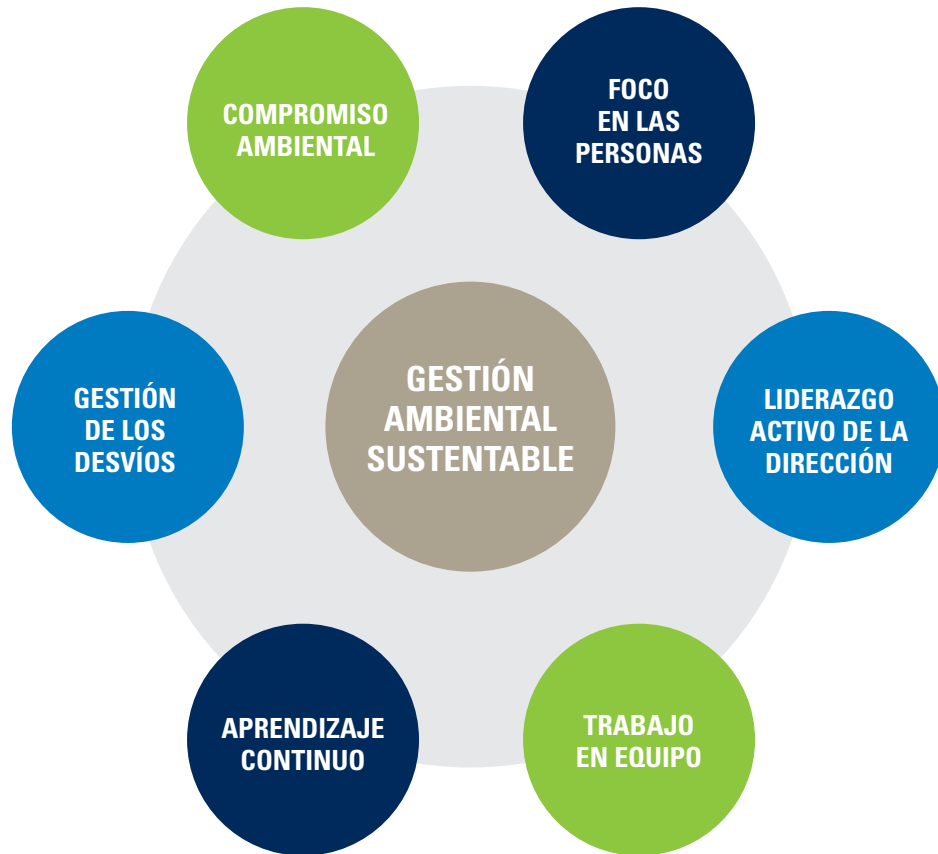 COMPROMISO
AMBIENTAL
FOCO
EN LAS
PERSONAS
GESTIÓN
DE LOS
DESVÍOS
GESTIÓN
AMBIENTAL
SUSTENTABLE
LIDERAZGO
ACTIVO DE LA
DIRECCIÓN
APRENDIZAJE
CONTINUO
TRABAJO
EN EQUIPO